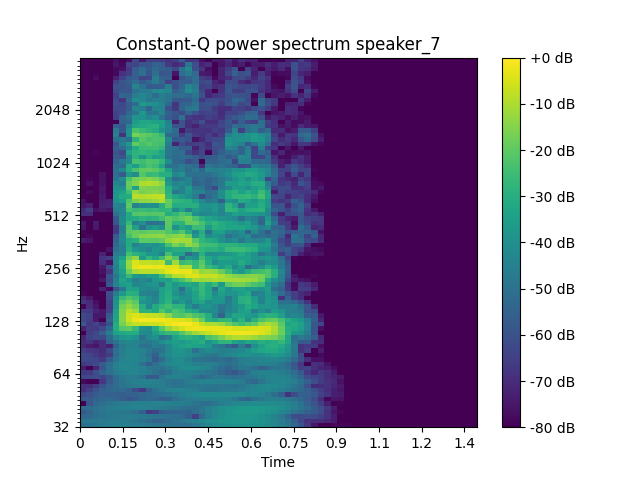 Constant-Q power spectrum speaker_7
+0 dB
-10 dB
-20 dB
-30 dB
-40 dB
-50 dB
-60 dB
-70 dB
-80 dB
Hz
2048
1024
512
256
128
64
32
0 0.15 0.3 0.45 0.6 0.75 0.9 1.1 1.2 1.4
Time